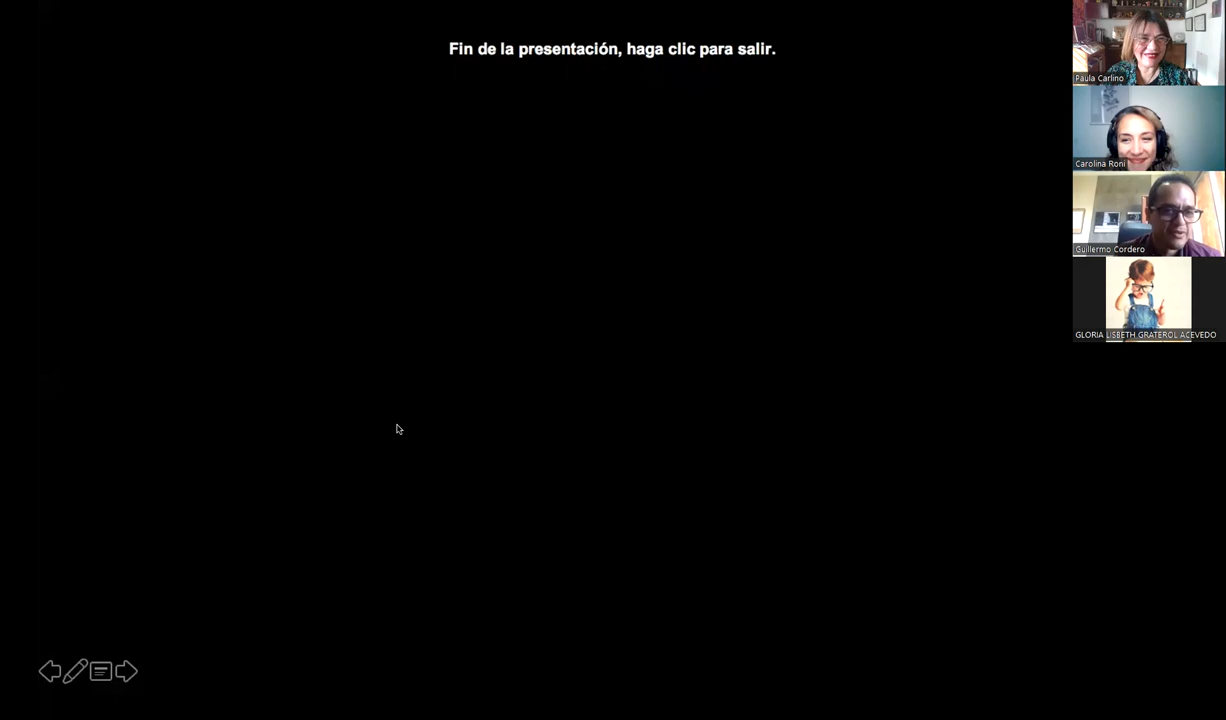 Fin de la presentación, haga clic para salir.
Paula Carlino
Carolina Roni
Guillermo Cordero
GLORIA LISBETH GRATEROL ACEVEDO